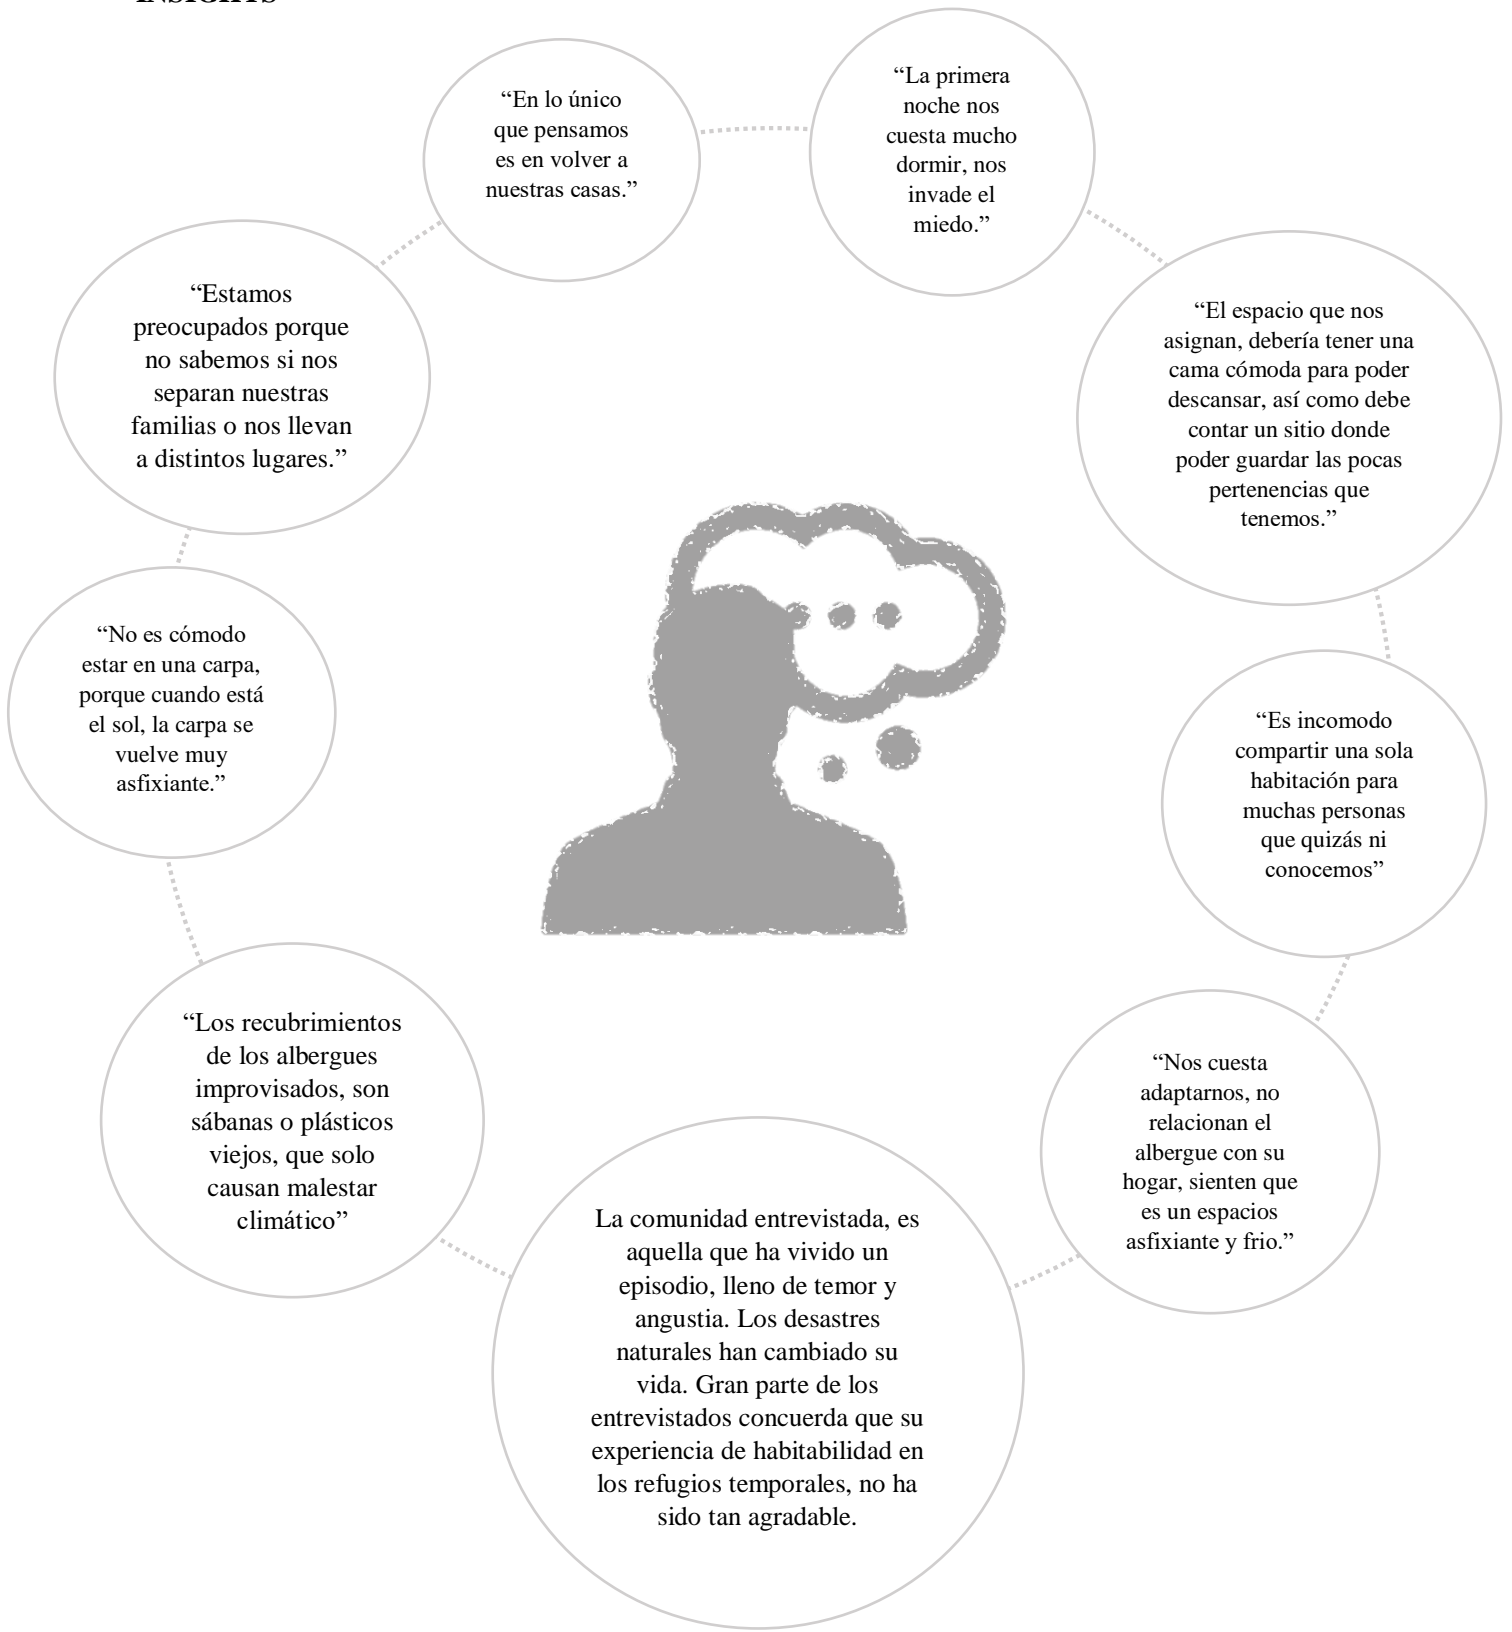 INSIGHTS
“En lo único
que pensamos
es en volver a
nuestras casas.”
“La primera
noche nos
cuesta mucho
dormir, nos
invade el
miedo.”
“Estamos
preocupados porque
no sabemos si nos
separan nuestras
familias o nos llevan
a distintos lugares.”
“El espacio que nos
asignan, debería tener una
cama cómoda para poder
descansar, así como debe
contar un sitio donde
poder guardar las pocas
pertenencias que
tenemos.”
“No es cómodo
estar en una carpa,
porque cuando está
el sol, la carpa se
vuelve muy
asfixiante.”
“Es incomodo
compartir una sola
habitación para
muchas personas
que quizás ni
conocemos”
“Los recubrimientos
de los albergues
improvisados, son
sábanas o plásticos
viejos, que solo
causan malestar
climático”
“Nos cuesta
adaptarnos, no
relacionan el
albergue con su
hogar, sienten que
es un espacios
asfixiante y frio.”
La comunidad entrevistada, es
aquella que ha vivido un
episodio, lleno de temor y
angustia. Los desastres
naturales han cambiado su
vida. Gran parte de los
entrevistados concuerda que su
experiencia de habitabilidad en
los refugios temporales, no ha
sido tan agradable.